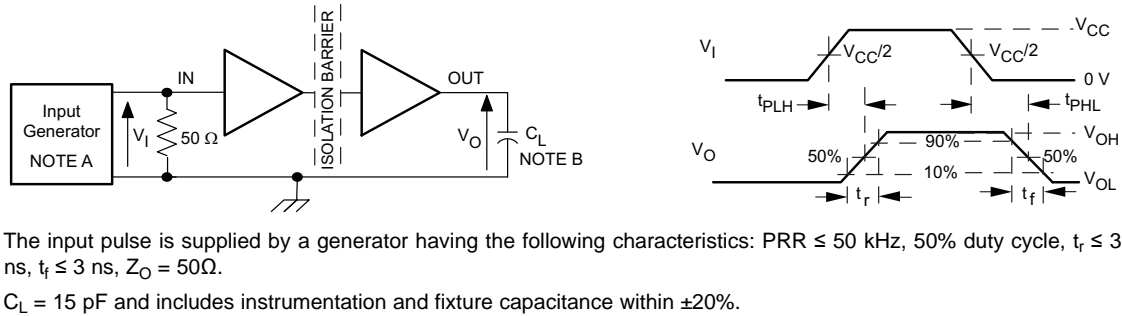 Input
Generator
NOTE A
V_I
IN
50 Ω
ISOLATION BARRIER
OUT
V_O
C_L
NOTE B
V_I
V_CC/2
V_CC/2
V_CC
0 V
t_PLH
t_PHL
V_O
50%
90%
10%
50%
V_OH
V_OL
t_r
t_f
The input pulse is supplied by a generator having the following characteristics: PRR ≤ 50 kHz, 50% duty cycle, t_r ≤ 3
ns, t_f ≤ 3 ns, Z_O = 50Ω.
C_L = 15 pF and includes instrumentation and fixture capacitance within ±20%.